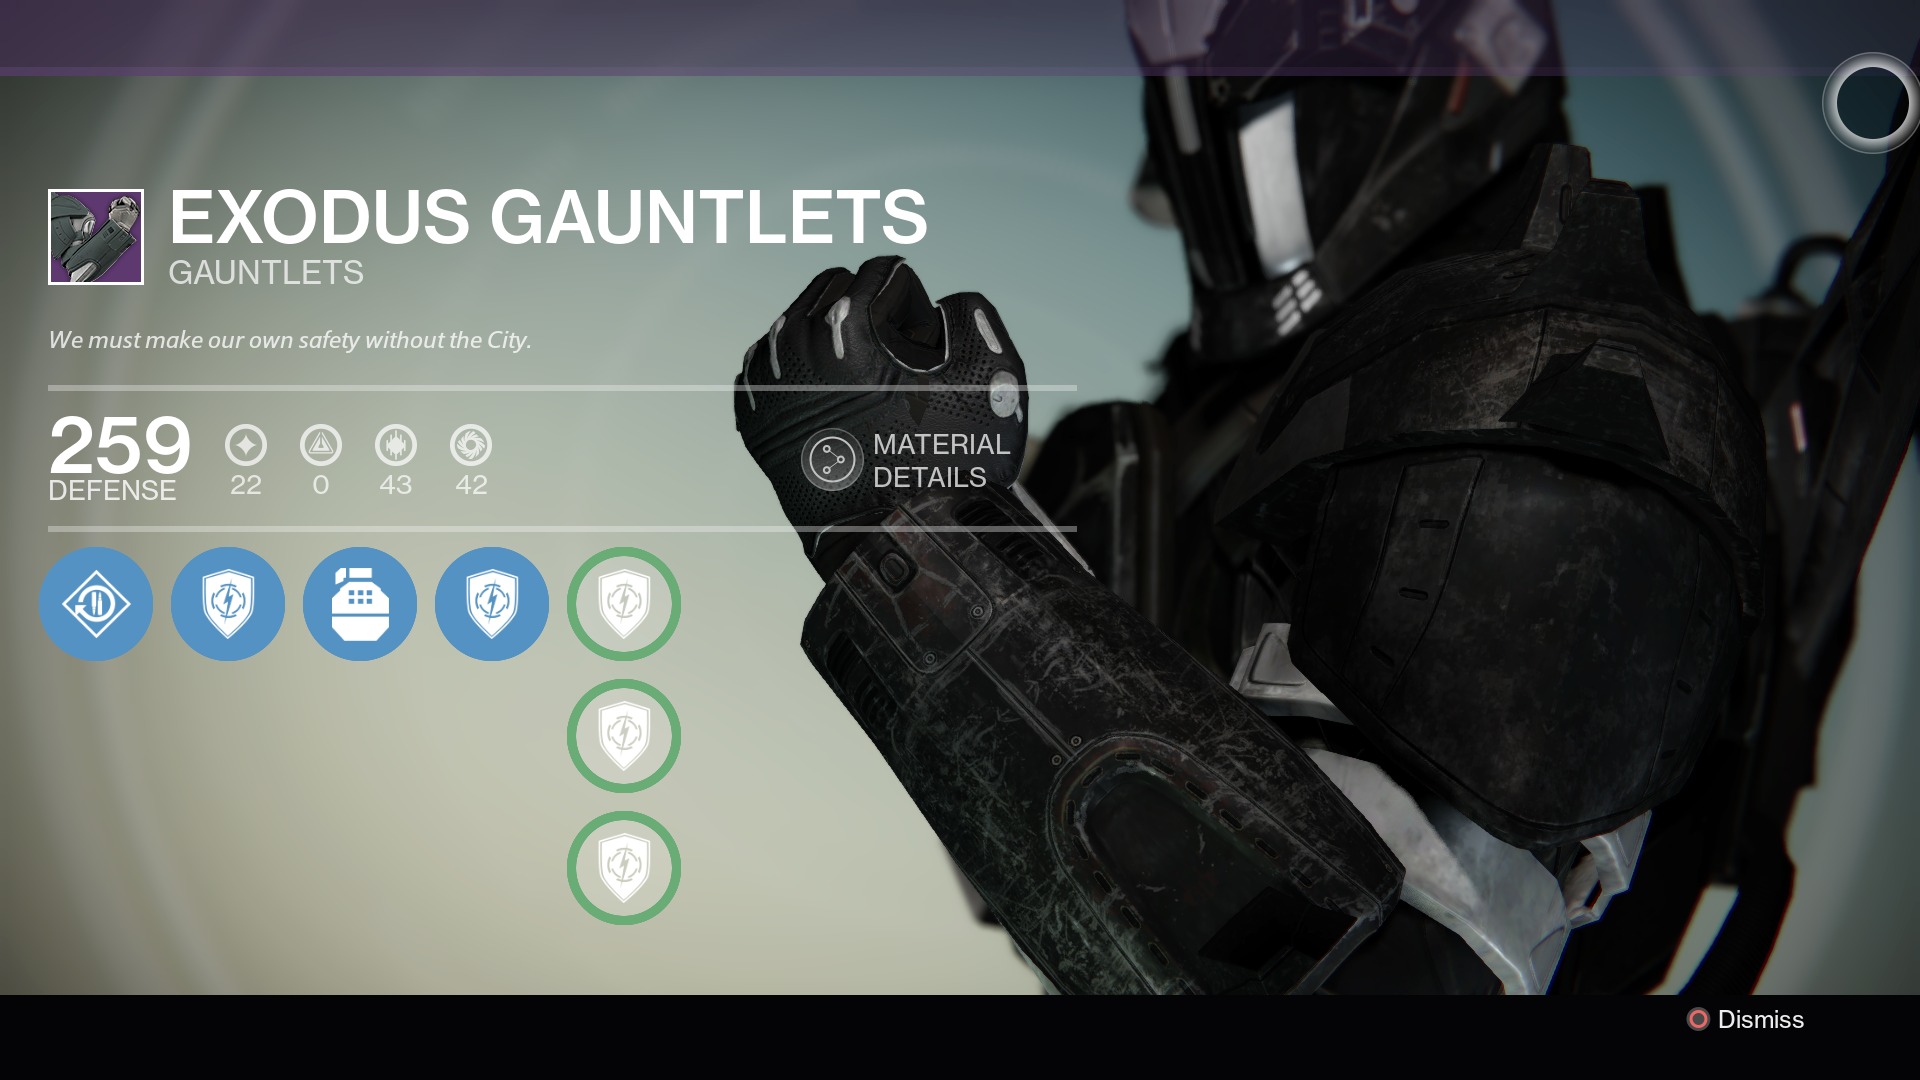 EXODUS GAUNTLETS
GAUNTLETS
We must make our own safety without the City.
259
DEFENSE
22
0
43
42
MATERIAL
DETAILS
Dismiss